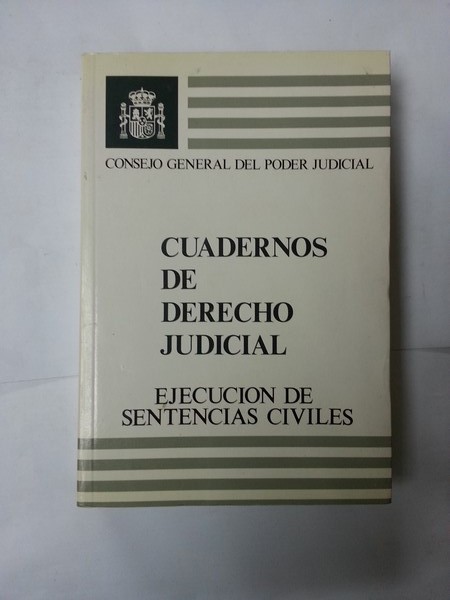 CONSEJO GENERAL DEL PODER JUDICIAL
CUADERNOS
DE
DERECHO
JUDICIAL
EJECUCION DE
SENTENCIAS CIVILES